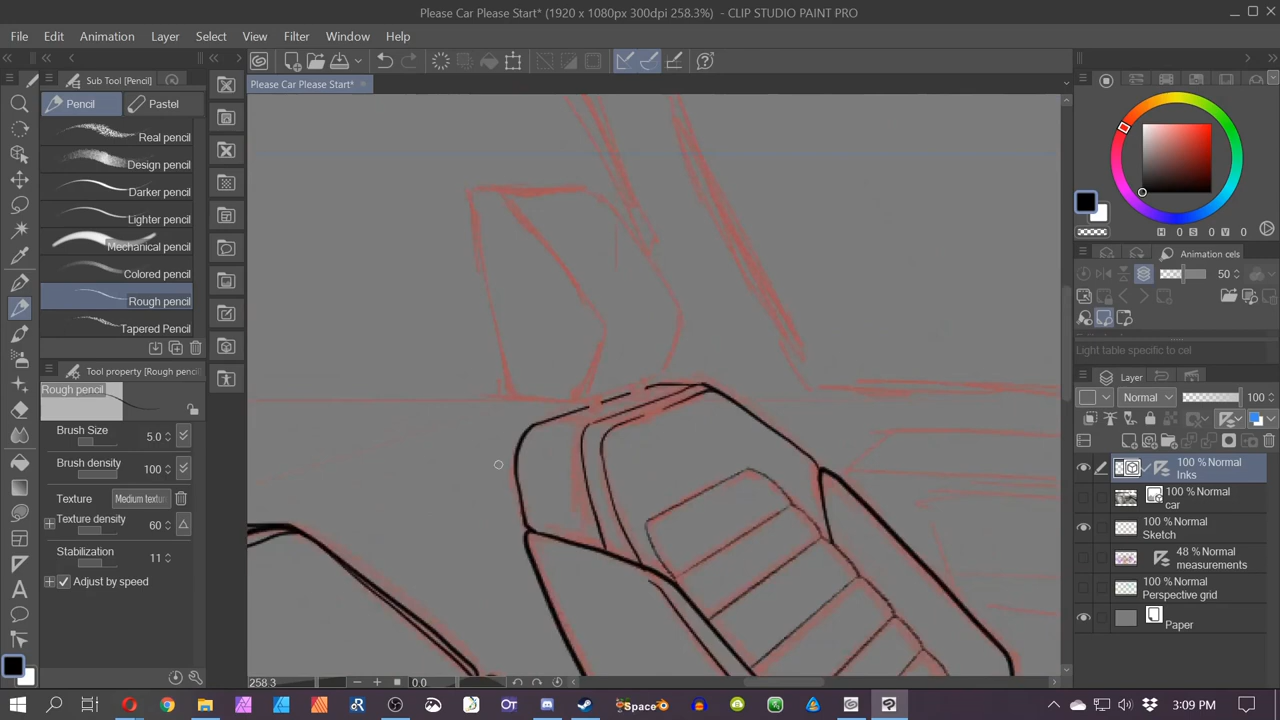 Please Car Please Start* (1920 x 1080px 300dpi 258.3%) - CLIP STUDIO PAINT PRO
File Edit Animation Layer Select View Filter Window Help
Sub Tool [Pencil]
Please Car Please Start*
Pencil Pastel
Real pencil
Design pencil
Darker pencil
Lighter pencil
Mechanical pencil
Colored pencil
Rough pencil
Tapered Pencil
Tool property [Rough pencil]
Rough pencil
Brush Size 5.0
Brush density 100
Texture Medium textur
Texture density 60
Stabilization 11
Adjust by speed
H 0 S 0 V 0
Animation cels
50
Light table specific to cel
Layer
Normal 100
100 % Normal
Inks
100 % Normal
car
100 % Normal
Sketch
48 % Normal
measurements
100 % Normal
Perspective grid
Paper
258.3 0.0
OT
Space
3:09 PM